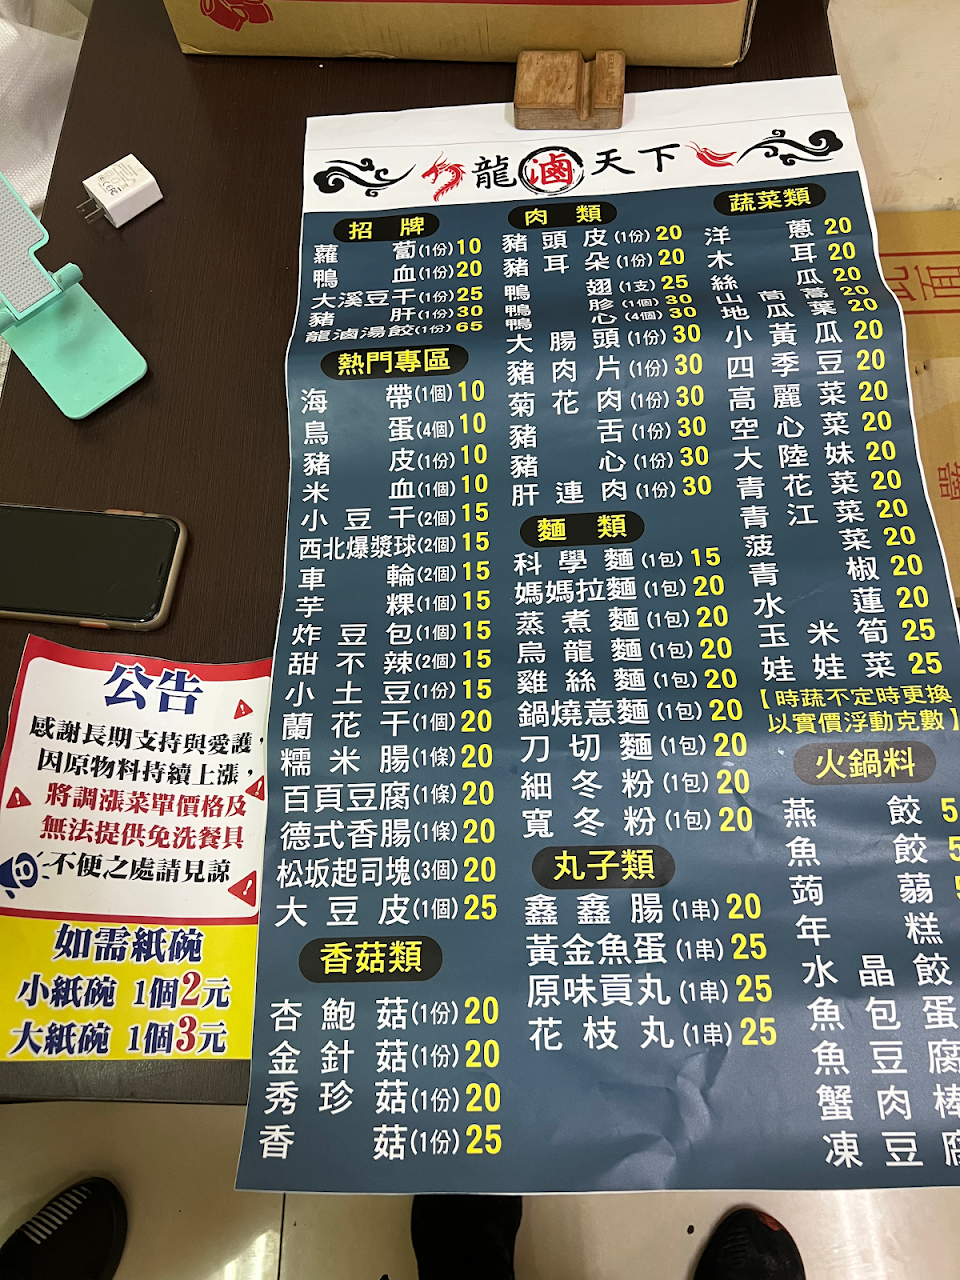 龍滷天下
招牌
蘿蔔(1份)10
鴨血(1份)20
大溪豆干(1份)25
豬肝(1份)30
龍滷湯餃(1份)65
熱門專區
海帶(1個)10
鳥蛋(4個)10
豬皮(1份)10
米血(1個)10
小豆干(2個)15
西北爆漿球(2個)15
車輪(2個)15
芋粿(1個)15
炸豆包(1個)15
甜不辣(2個)15
小土豆(1份)15
蘭花干(1個)20
糯米腸(1條)20
百頁豆腐(1條)20
德式香腸(1條)20
松坂起司塊(3個)20
大豆皮(1個)25
香菇類
杏鮑菇(1份)20
金針菇(1份)20
秀珍菇(1份)20
香菇(1份)25
肉類
豬頭皮(1份)20
豬耳朵(1份)20
鴨翅(1支)25
鴨胗(1個)30
鴨心(4個)30
大腸頭(1份)30
豬肉片(1份)30
菊花肉(1份)30
豬舌(1份)30
豬心(1份)30
肝連肉(1份)30
麵類
科學麵(1包)15
媽媽拉麵(1包)20
蒸煮麵(1包)20
烏龍麵(1包)20
雞絲麵(1包)20
鍋燒意麵(1包)20
刀切麵(1包)20
細冬粉(1包)20
寬冬粉(1包)20
丸子類
鑫鑫腸(1串)20
黃金魚蛋(1串)25
原味貢丸(1串)25
花枝丸(1串)25
蔬菜類
洋蔥20
木耳20
絲瓜20
山茼蒿20
地瓜葉20
小黃瓜20
四季豆20
高麗菜20
空心菜20
大陸妹20
青花菜20
青江菜20
菠菜20
青椒20
水蓮20
玉米筍25
娃娃菜25
【時蔬不定時更換
以實價浮動克數】
火鍋料
燕餃5
魚餃5
蒟蒻5
年糕
水晶餃
魚包蛋
魚豆腐
蟹肉棒
凍豆腐
公告
感謝長期支持與愛護,
因原物料持續上漲,
將調漲菜單價格及
無法提供免洗餐具
不便之處請見諒
如需紙碗
小紙碗 1個2元
大紙碗 1個3元